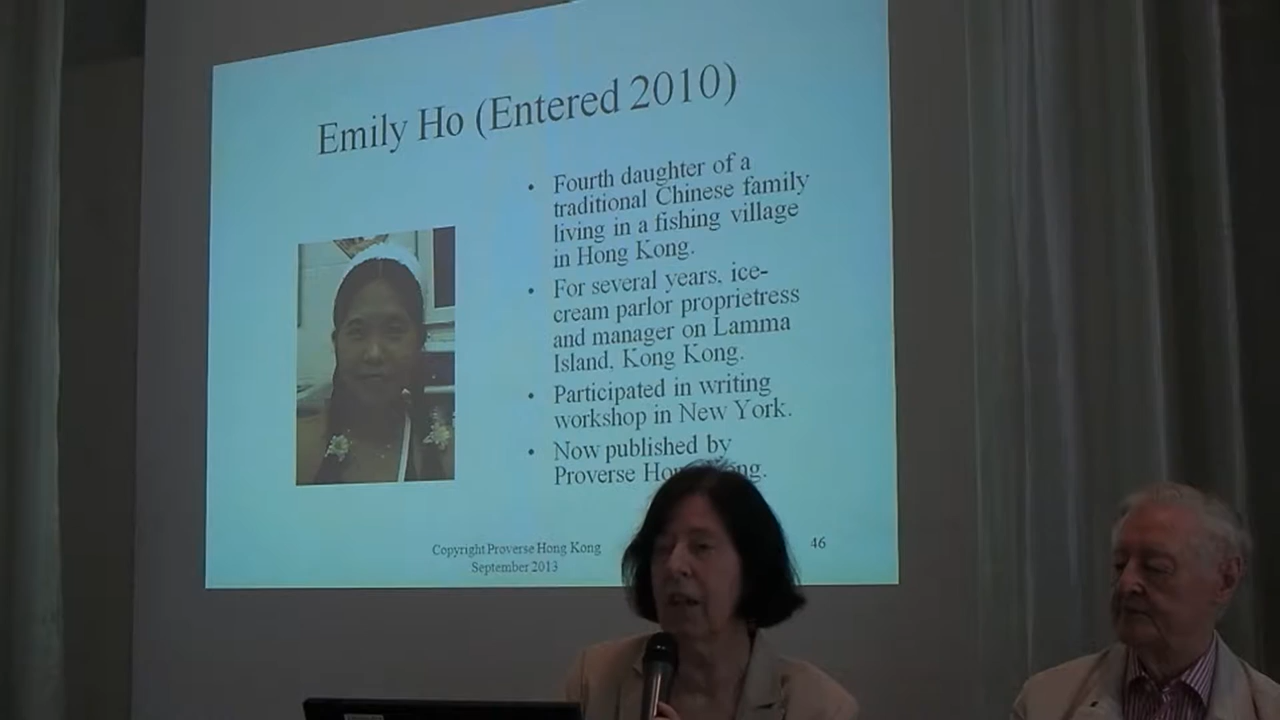 Emily Ho (Entered 2010)
• Fourth daughter of a
traditional Chinese family
living in a fishing village
in Hong Kong.
• For several years, ice-
cream parlor proprietress
and manager on Lamma
Island, Kong Kong.
• Participated in writing
workshop in New York.
• Now published by
Proverse Hong Kong.
Copyright Proverse Hong Kong
September 2013
46